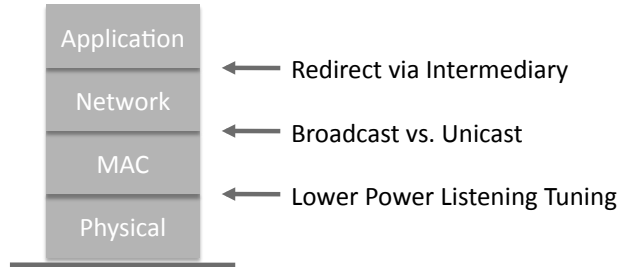 Application
Redirect via Intermediary
Network
Broadcast vs. Unicast
MAC
Lower Power Listening Tuning
Physical